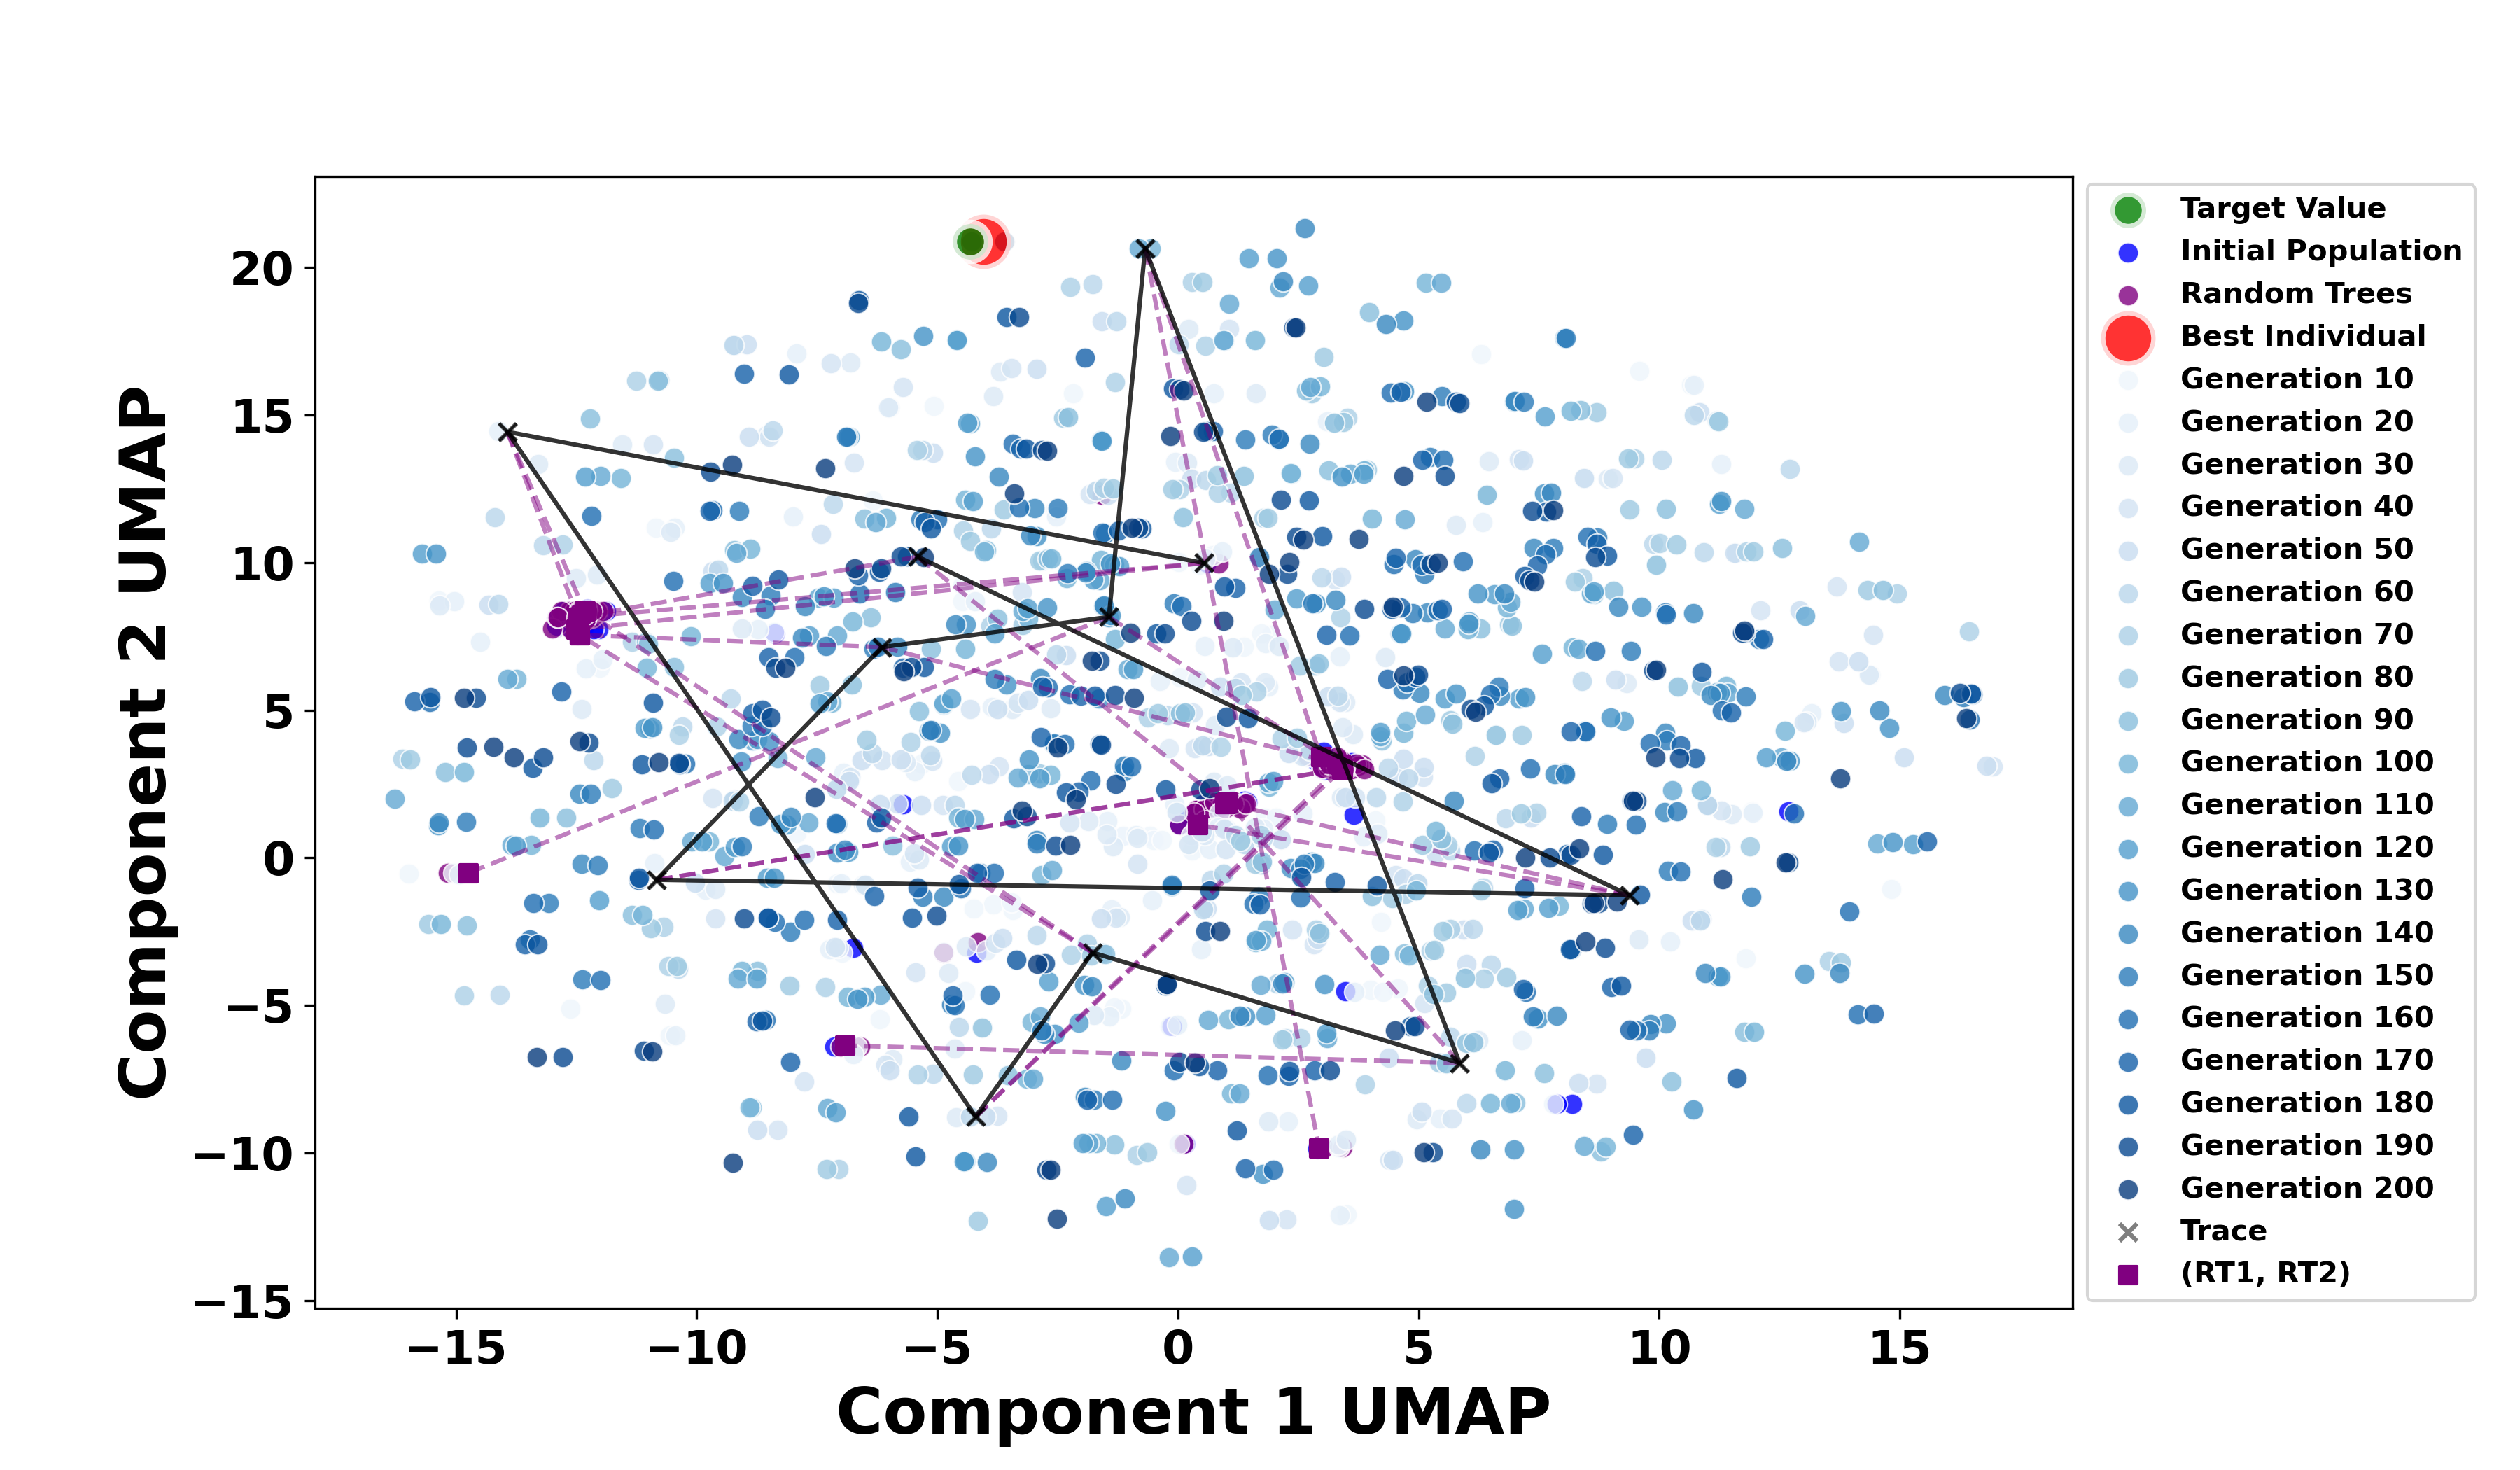 Component 2 UMAP
20
15
10
5
0
−5
−10
−15
−15 −10 −5 0 5 10 15
Component 1 UMAP
Target Value
Initial Population
Random Trees
Best Individual
Generation 10
Generation 20
Generation 30
Generation 40
Generation 50
Generation 60
Generation 70
Generation 80
Generation 90
Generation 100
Generation 110
Generation 120
Generation 130
Generation 140
Generation 150
Generation 160
Generation 170
Generation 180
Generation 190
Generation 200
Trace
(RT1, RT2)